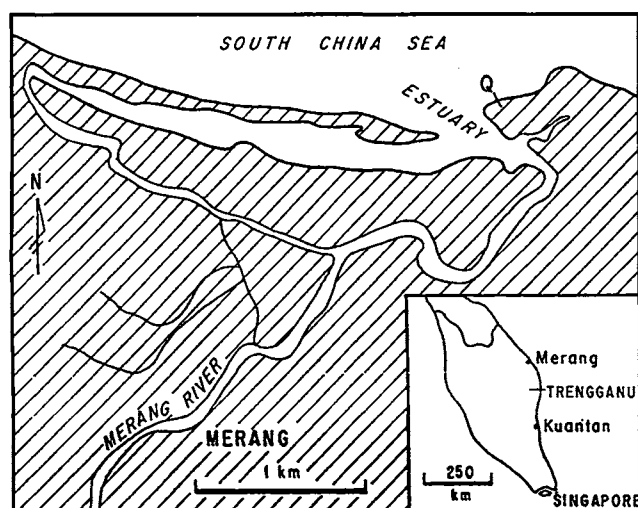 SOUTH CHINA SEA
Q
ESTUARY
N
MERANG RIVER
MERANG
1 km
Merang
TRENGGANU
Kuantan
250
km
SINGAPORE